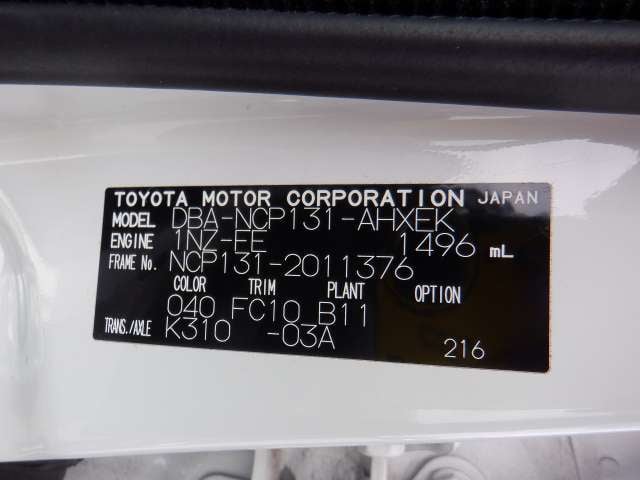 TOYOTA MOTOR CORPORATION JAPAN
MODEL DBA-NCP131-AHXEK
ENGINE 1NZ-FE 1496 mL
FRAME No. NCP131-2011376
COLOR TRIM PLANT OPTION
040 FC10 B11
TRANS./AXLE K310 -03A
216